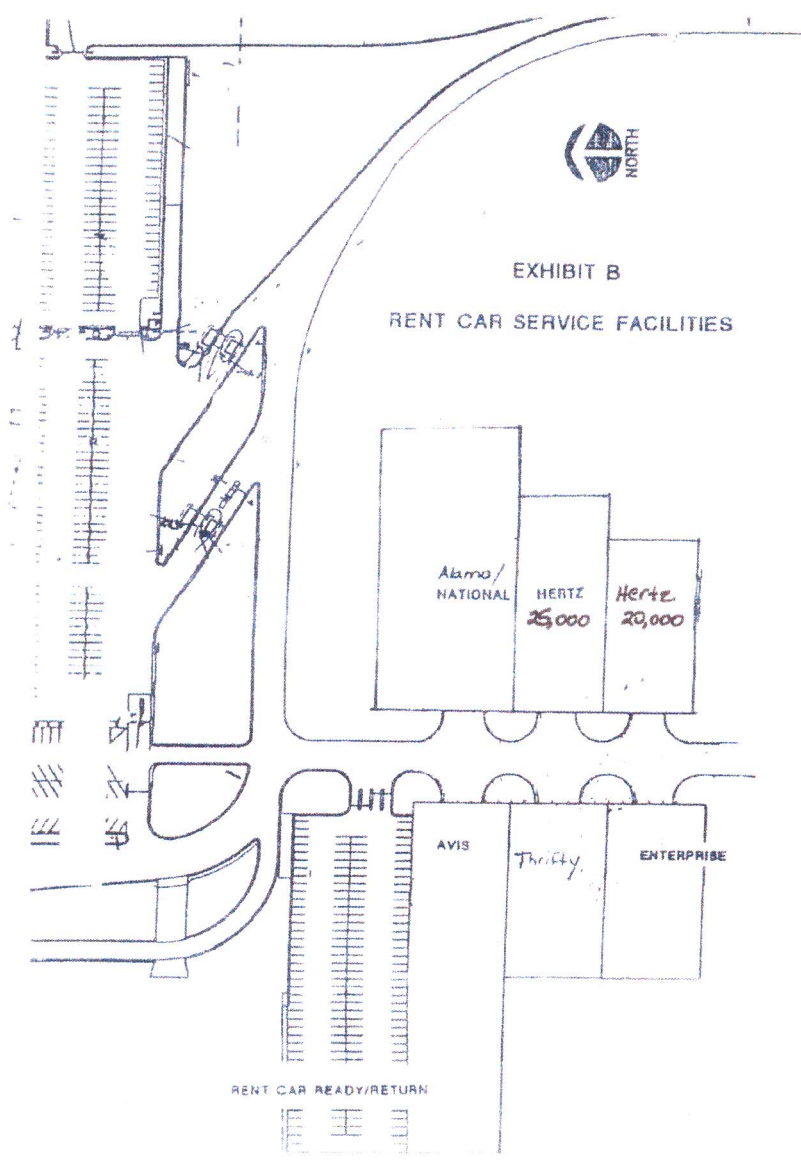 NORTH
EXHIBIT B
RENT CAR SERVICE FACILITIES
Alamo/
NATIONAL
HERTZ
25,000
Hertz
20,000
AVIS
Thrifty
ENTERPRISE
RENT CAR READY/RETURN